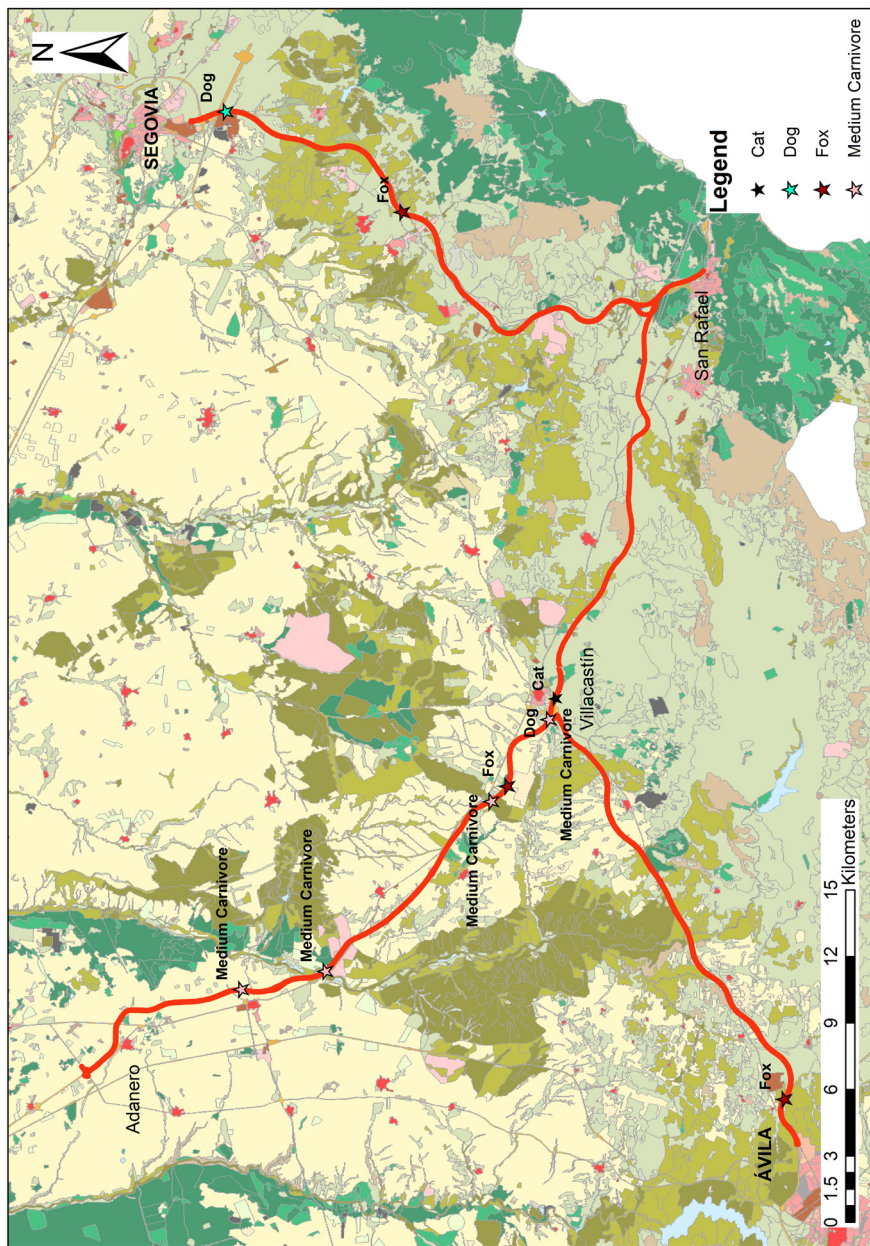 N
Adanero
SEGOVIA
Dog
Medium Carnivore
Medium Carnivore
Fox
Medium Carnivore
Fox
Dog
Cat
Medium Carnivore
Villacastín
San Rafael
ÁVILA
Fox
0 1.5 3 6 9 12 15
Kilometers
Legend
Cat
Dog
Fox
Medium Carnivore